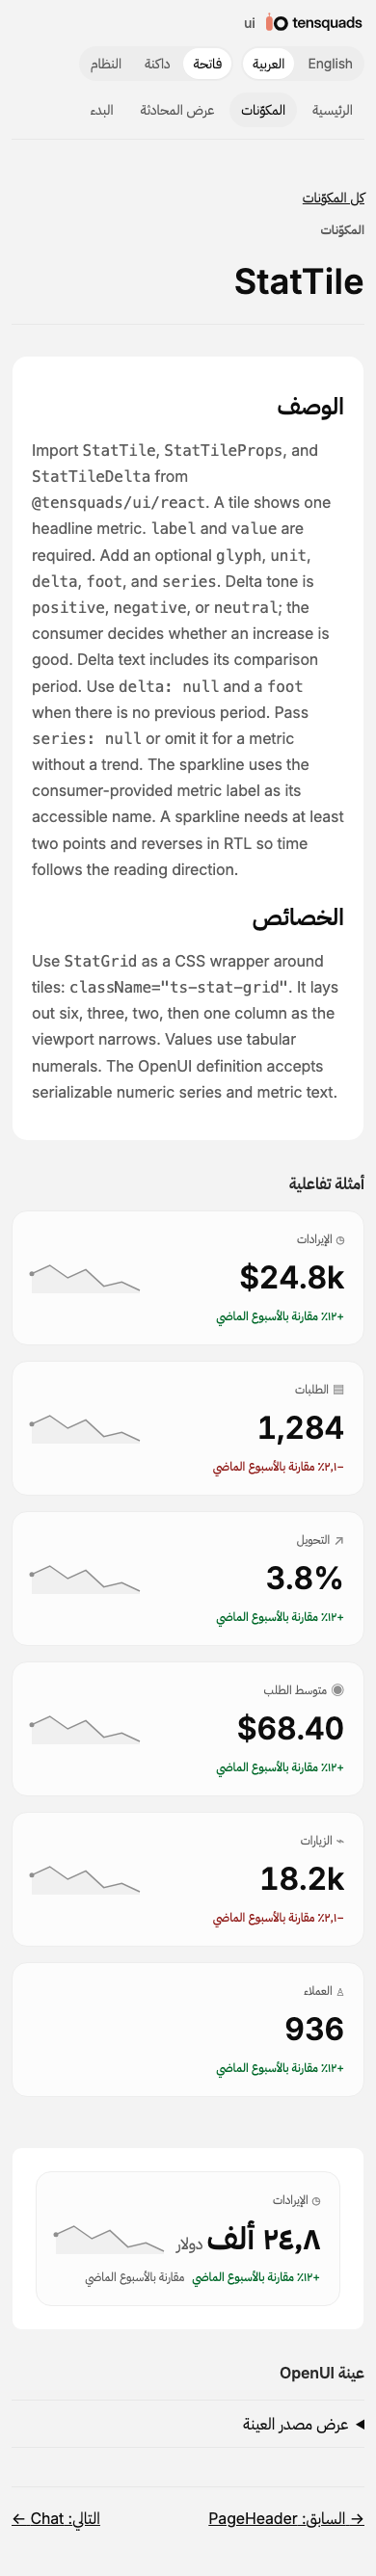 tensquads ui
English العربية فاتحة داكنة النظام
الرئيسية المكوّنات عرض المحادثة البدء
كل المكوّنات
المكوّنات
StatTile
الوصف
Import StatTile, StatTileProps, and
StatTileDelta from
@tensquads/ui/react. A tile shows one
headline metric. label and value are
required. Add an optional glyph, unit,
delta, foot, and series. Delta tone is
positive, negative, or neutral; the
consumer decides whether an increase is
good. Delta text includes its comparison
period. Use delta: null and a foot
when there is no previous period. Pass
series: null or omit it for a metric
without a trend. The sparkline uses the
consumer-provided metric label as its
accessible name. A sparkline needs at least
two points and reverses in RTL so time
follows the reading direction.
الخصائص
Use StatGrid as a CSS wrapper around
tiles: className="ts-stat-grid". It lays
out six, three, two, then one column as the
viewport narrows. Values use tabular
numerals. The OpenUI definition accepts
serializable numeric series and metric text.
أمثلة تفاعلية
◷ الإيرادات
$24.8k
+١٢٪ مقارنة بالأسبوع الماضي
▤ الطلبات
1,284
−٢,١٪ مقارنة بالأسبوع الماضي
↗ التحويل
3.8%
+١٢٪ مقارنة بالأسبوع الماضي
◉ متوسط الطلب
$68.40
+١٢٪ مقارنة بالأسبوع الماضي
⌁ الزيارات
18.2k
−٢,١٪ مقارنة بالأسبوع الماضي
♙ العملاء
936
+١٢٪ مقارنة بالأسبوع الماضي
◷ الإيرادات
٢٤,٨ ألف دولار
+١٢٪ مقارنة بالأسبوع الماضي مقارنة بالأسبوع الماضي
عينة OpenUI
عرض مصدر العينة
→ السابق: PageHeader
التالي: Chat ←